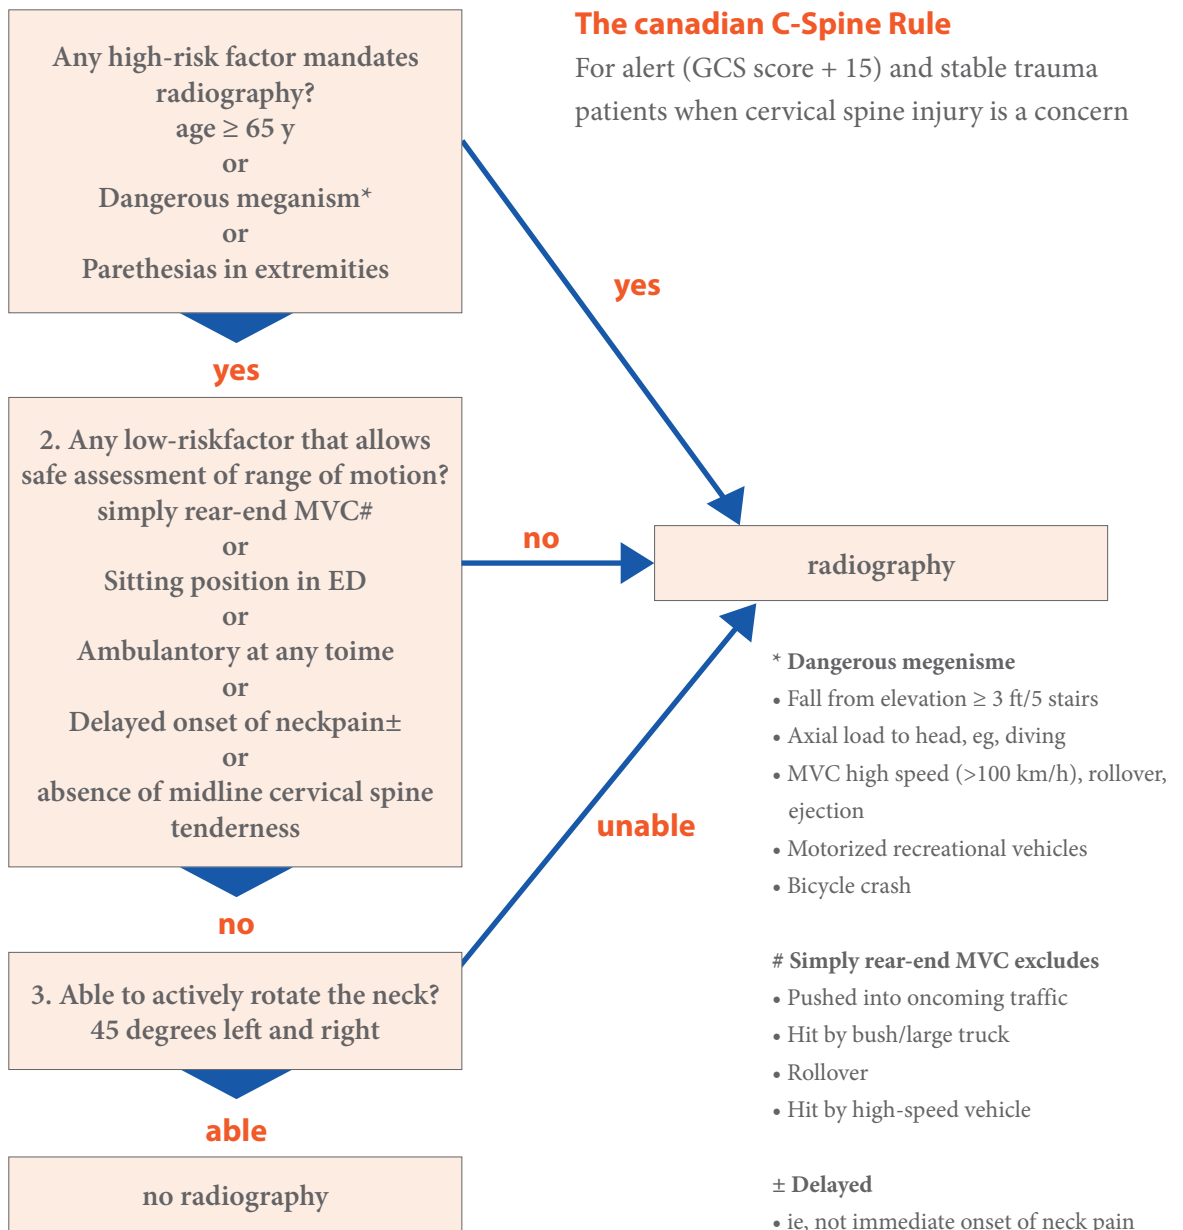 The canadian C-Spine Rule
For alert (GCS score + 15) and stable trauma
patients when cervical spine injury is a concern
Any high-risk factor mandates
radiography?
age ≥ 65 y
or
Dangerous meganism*
or
Parethesias in extremities
yes
yes
2. Any low-riskfactor that allows
safe assessment of range of motion?
simply rear-end MVC#
or
Sitting position in ED
or
Ambulantory at any toime
or
Delayed onset of neckpain±
or
absence of midline cervical spine
tenderness
no
radiography
no
unable
3. Able to actively rotate the neck?
45 degrees left and right
able
no radiography
* Dangerous megenisme
• Fall from elevation ≥ 3 ft/5 stairs
• Axial load to head, eg, diving
• MVC high speed (>100 km/h), rollover,
ejection
• Motorized recreational vehicles
• Bicycle crash
# Simply rear-end MVC excludes
• Pushed into oncoming traffic
• Hit by bush/large truck
• Rollover
• Hit by high-speed vehicle
± Delayed
• ie, not immediate onset of neck pain